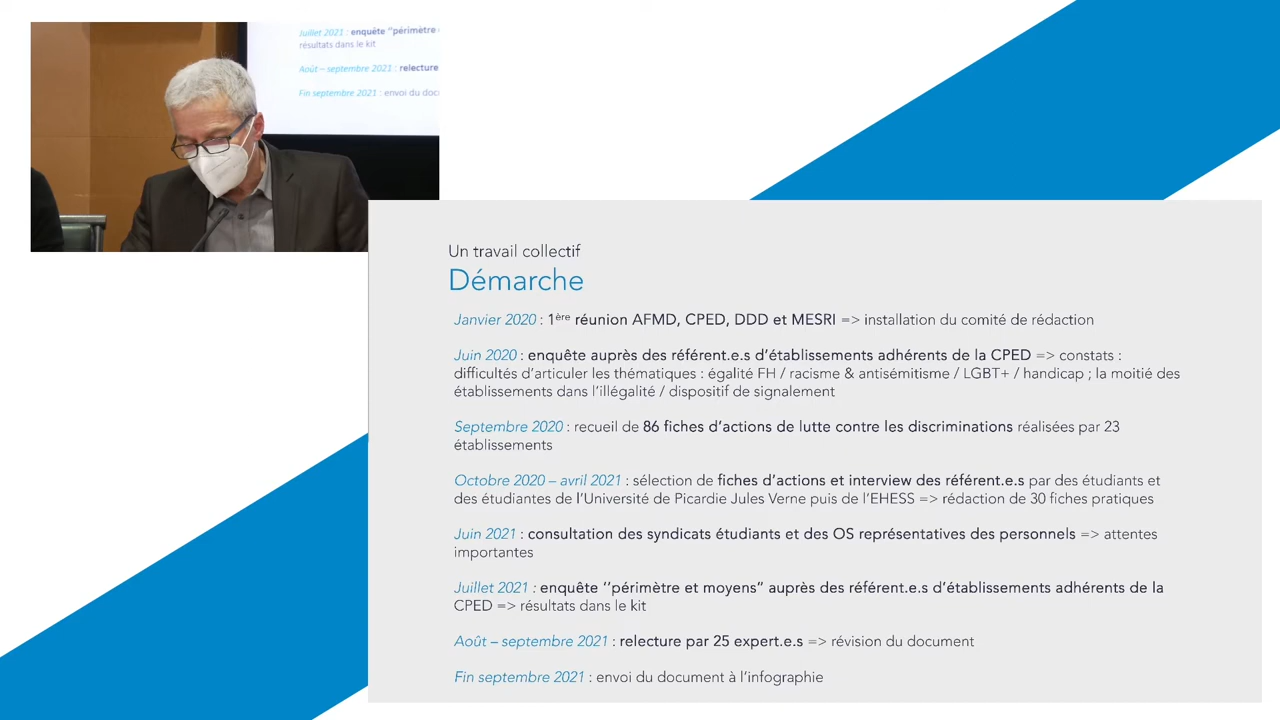 Juillet 2021 : enquête ''périmètre
résultats dans le kit
Août – septembre 2021 : relecture
Fin septembre 2021 : envoi du
Un travail collectif
Démarche
Janvier 2020 : 1ère réunion AFMD, CPED, DDD et MESRI => installation du comité de rédaction
Juin 2020 : enquête auprès des référent.e.s d’établissements adhérents de la CPED => constats :
difficultés d’articuler les thématiques : égalité FH / racisme & antisémitisme / LGBT+ / handicap ; la moitié des
établissements dans l’illégalité / dispositif de signalement
Septembre 2020 : recueil de 86 fiches d’actions de lutte contre les discriminations réalisées par 23
établissements
Octobre 2020 – avril 2021 : sélection de fiches d’actions et interview des référent.e.s par des étudiants et
des étudiantes de l’Université de Picardie Jules Verne puis de l’EHESS => rédaction de 30 fiches pratiques
Juin 2021 : consultation des syndicats étudiants et des OS représentatives des personnels => attentes
importantes
Juillet 2021 : enquête ‘’périmètre et moyens” auprès des référent.e.s d’établissements adhérents de la
CPED => résultats dans le kit
Août – septembre 2021 : relecture par 25 expert.e.s => révision du document
Fin septembre 2021 : envoi du document à l’infographie